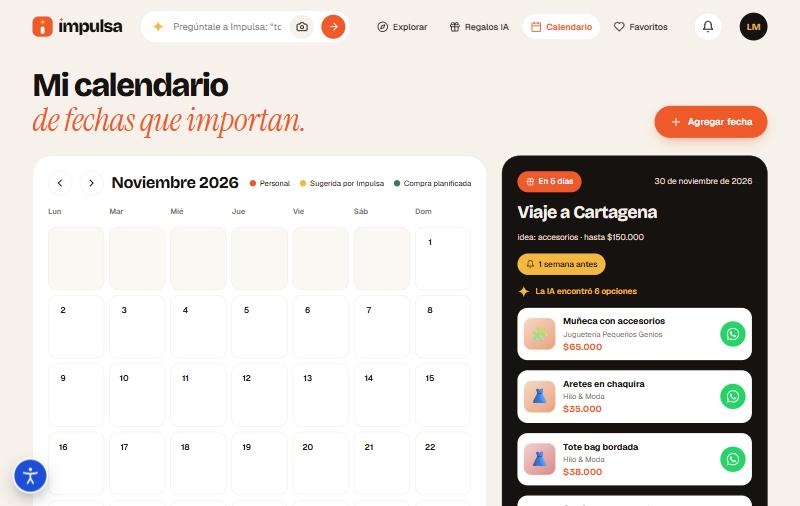 impulsa
Pregúntale a Impulsa: "to
Explorar
Regalos IA
Calendario
Favoritos
LM
Mi calendario
de fechas que importan.
Agregar fecha
Noviembre 2026
Personal
Sugerida por Impulsa
Compra planificada
Lun Mar Mié Jue Vie Sáb Dom
1
2 3 4 5 6 7 8
9 10 11 12 13 14 15
16 17 18 19 20 21 22
En 5 días
30 de noviembre de 2026
Viaje a Cartagena
idea: accesorios · hasta $150.000
1 semana antes
La IA encontró 6 opciones
Muñeca con accesorios
Juguetería Pequeños Genios
$65.000
Aretes en chaquira
Hilo & Moda
$35.000
Tote bag bordada
Hilo & Moda
$38.000